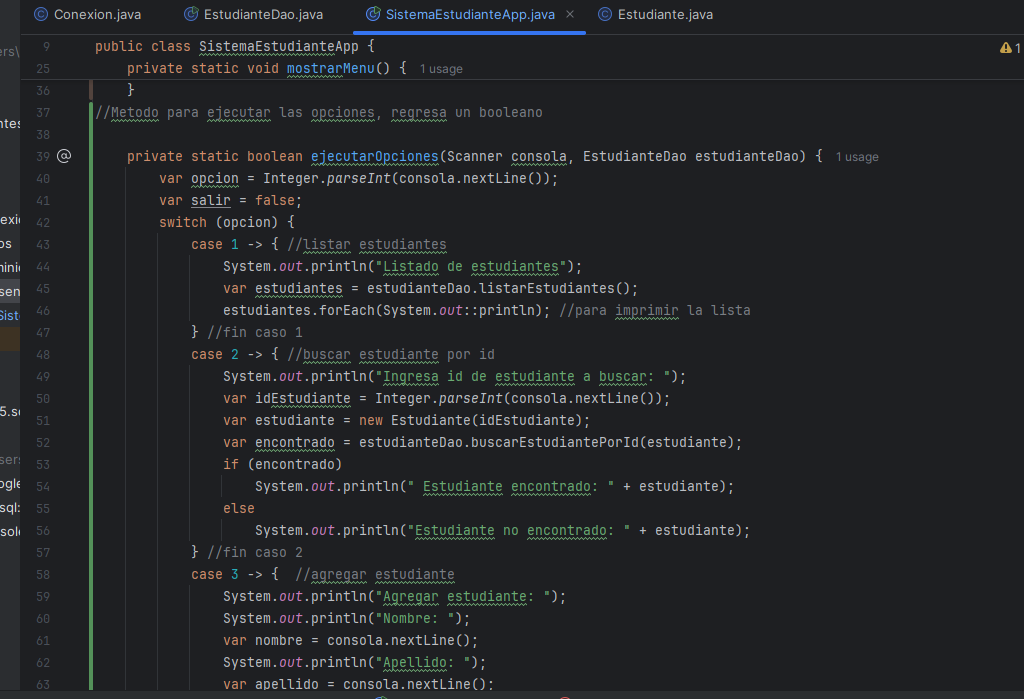 Conexion.java EstudianteDao.java SistemaEstudianteApp.java × Estudiante.java
9 public class SistemaEstudianteApp { 1
25 private static void mostrarMenu() { 1 usage
36 }
37 //Metodo para ejecutar las opciones, regresa un booleano
38
39 @ private static boolean ejecutarOpciones(Scanner consola, EstudianteDao estudianteDao) { 1 usage
40 var opcion = Integer.parseInt(consola.nextLine());
41 var salir = false;
42 switch (opcion) {
43 case 1 -> { //listar estudiantes
44 System.out.println("Listado de estudiantes");
45 var estudiantes = estudianteDao.listarEstudiantes();
46 estudiantes.forEach(System.out::println); //para imprimir la lista
47 } //fin caso 1
48 case 2 -> { //buscar estudiante por id
49 System.out.println("Ingresa id de estudiante a buscar: ");
50 var idEstudiante = Integer.parseInt(consola.nextLine());
51 var estudiante = new Estudiante(idEstudiante);
52 var encontrado = estudianteDao.buscarEstudiantePorId(estudiante);
53 if (encontrado)
54 System.out.println(" Estudiante encontrado: " + estudiante);
55 else
56 System.out.println("Estudiante no encontrado: " + estudiante);
57 } //fin caso 2
58 case 3 -> { //agregar estudiante
59 System.out.println("Agregar estudiante: ");
60 System.out.println("Nombre: ");
61 var nombre = consola.nextLine();
62 System.out.println("Apellido: ");
63 var apellido = consola.nextLine();